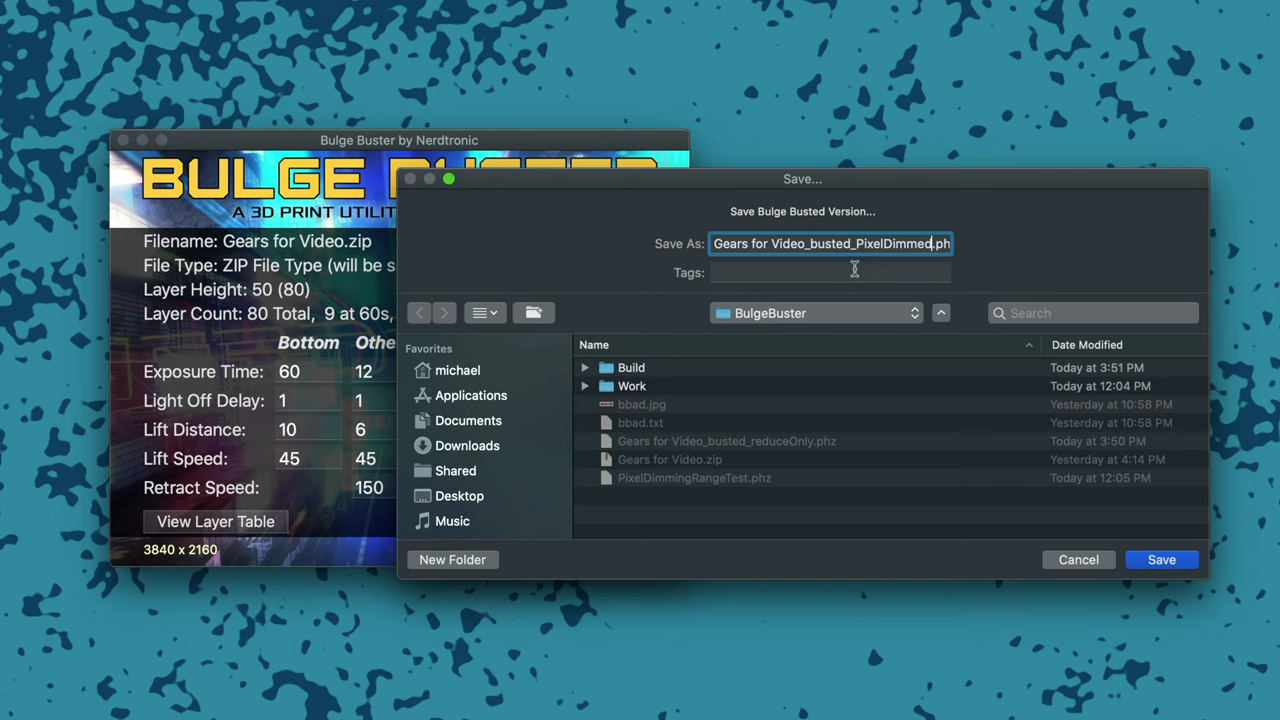 Bulge Buster by Nerdtronic
BULGE BUSTER
A 3D PRINT UTILIT
Filename: Gears for Video.zip
File Type: ZIP File Type (will be s
Layer Height: 50 (80)
Layer Count: 80 Total, 9 at 60s,
Bottom Othe
Exposure Time: 60 12
Light Off Delay: 1 1
Lift Distance: 10 6
Lift Speed: 45 45
Retract Speed: 150
View Layer Table
3840 x 2160
Save...
Save Bulge Busted Version...
Save As: Gears for Video_busted_PixelDimmed.ph
Tags:
BulgeBuster
Search
Favorites
michael
Applications
Documents
Downloads
Shared
Desktop
Music
Name Date Modified
Build Today at 3:51 PM
Work Today at 12:04 PM
bbad.jpg Yesterday at 10:58 PM
bbad.txt Yesterday at 10:58 PM
Gears for Video_busted_reduceOnly.phz Today at 3:50 PM
Gears for Video.zip Yesterday at 4:14 PM
PixelDimmingRangeTest.phz Today at 12:05 PM
New Folder Cancel Save